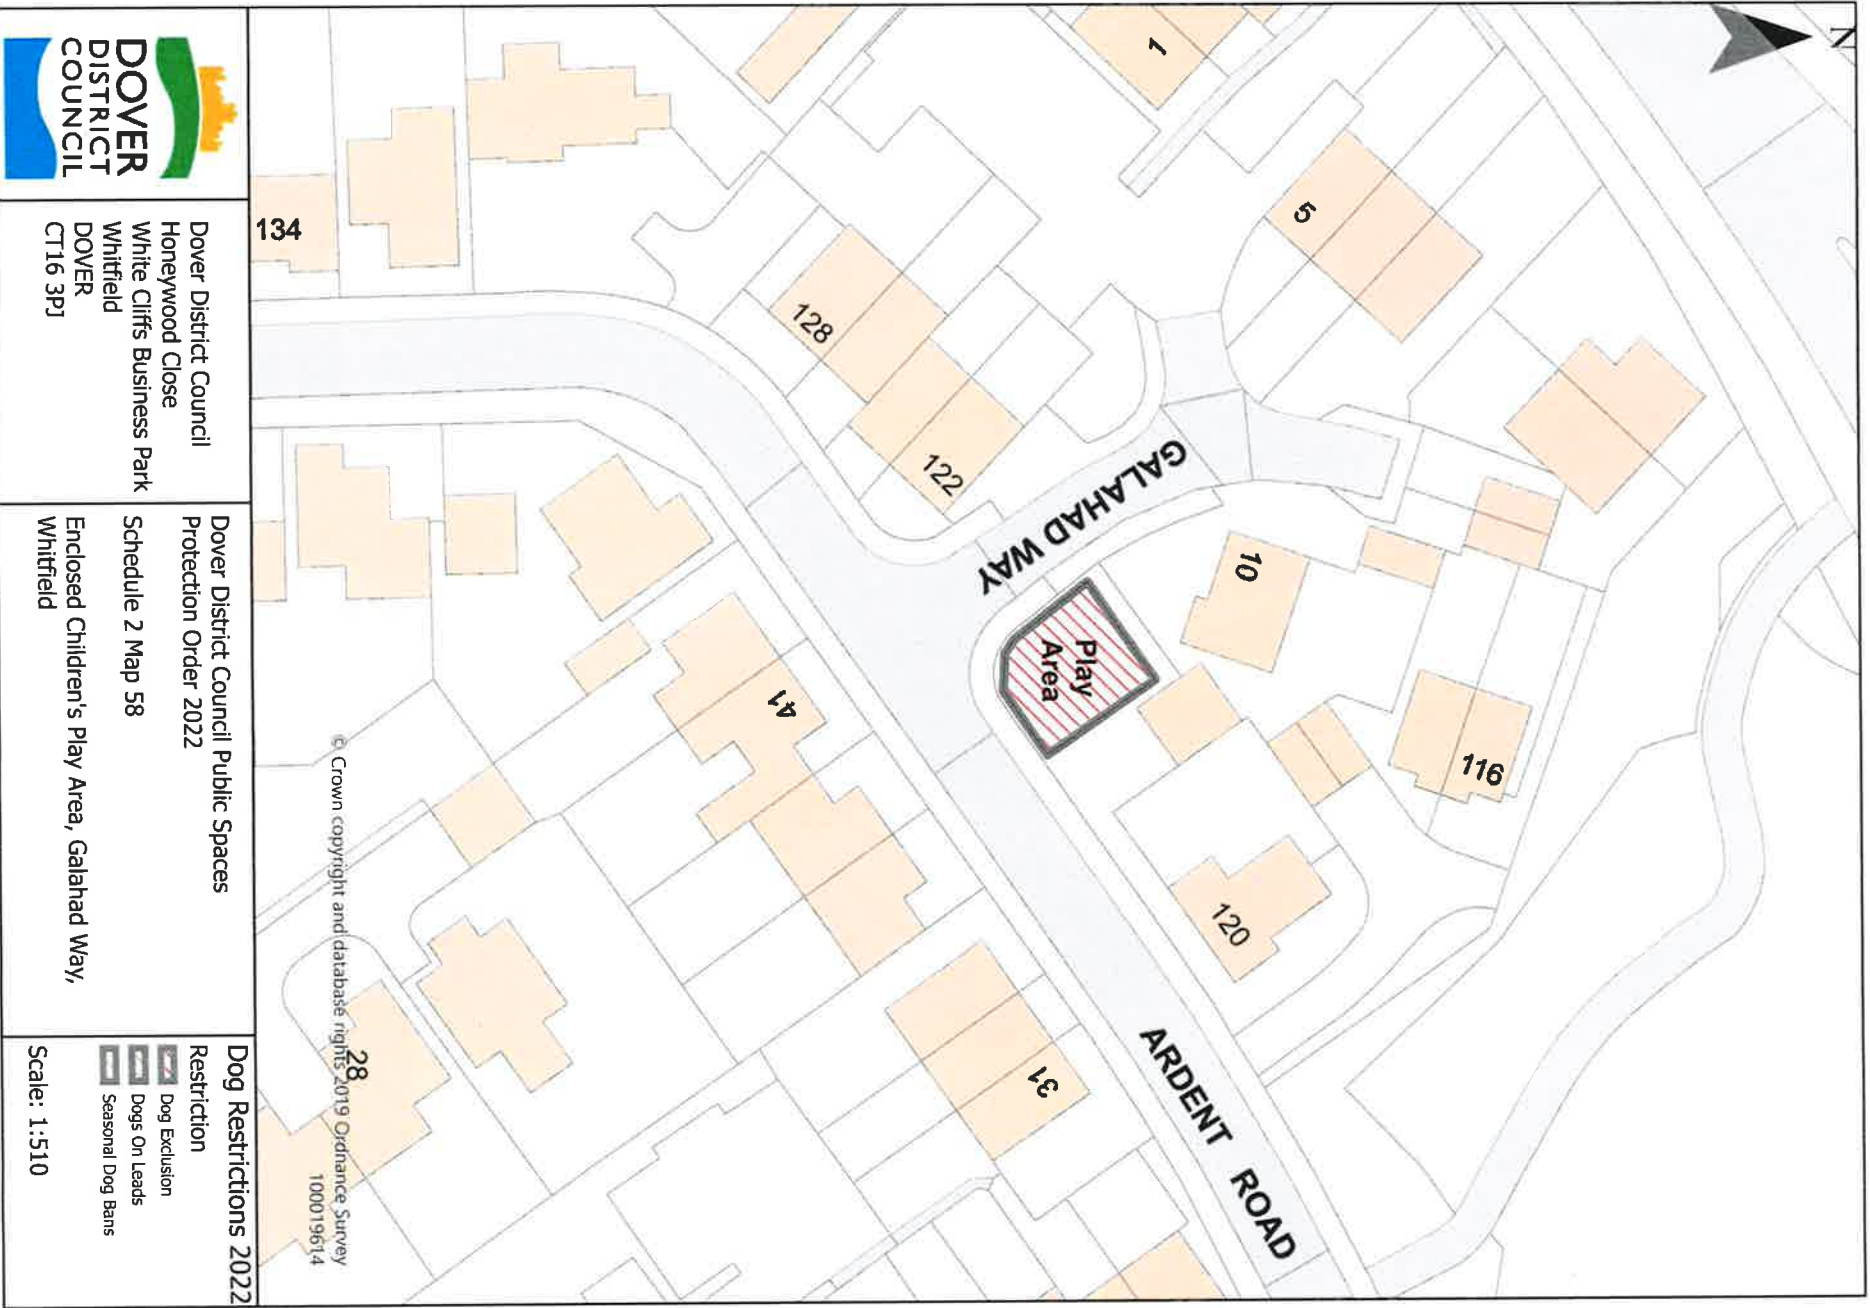 N
1
5
10
116
120
GALAHAD WAY
Play
Area
122
128
134
41
31
28
ARDENT ROAD
© Crown copyright and database rights 2019 Ordnance Survey
100019614
DOVER
DISTRICT
COUNCIL
Dover District Council
Honeywood Close
White Cliffs Business Park
Whitfield
DOVER
CT16 3PJ
Dover District Council Public Spaces
Protection Order 2022
Schedule 2 Map 58
Enclosed Children's Play Area, Galahad Way,
Whitfield
Dog Restrictions 2022
Restriction
Dog Exclusion
Dogs On Leads
Seasonal Dog Bans
Scale: 1:510